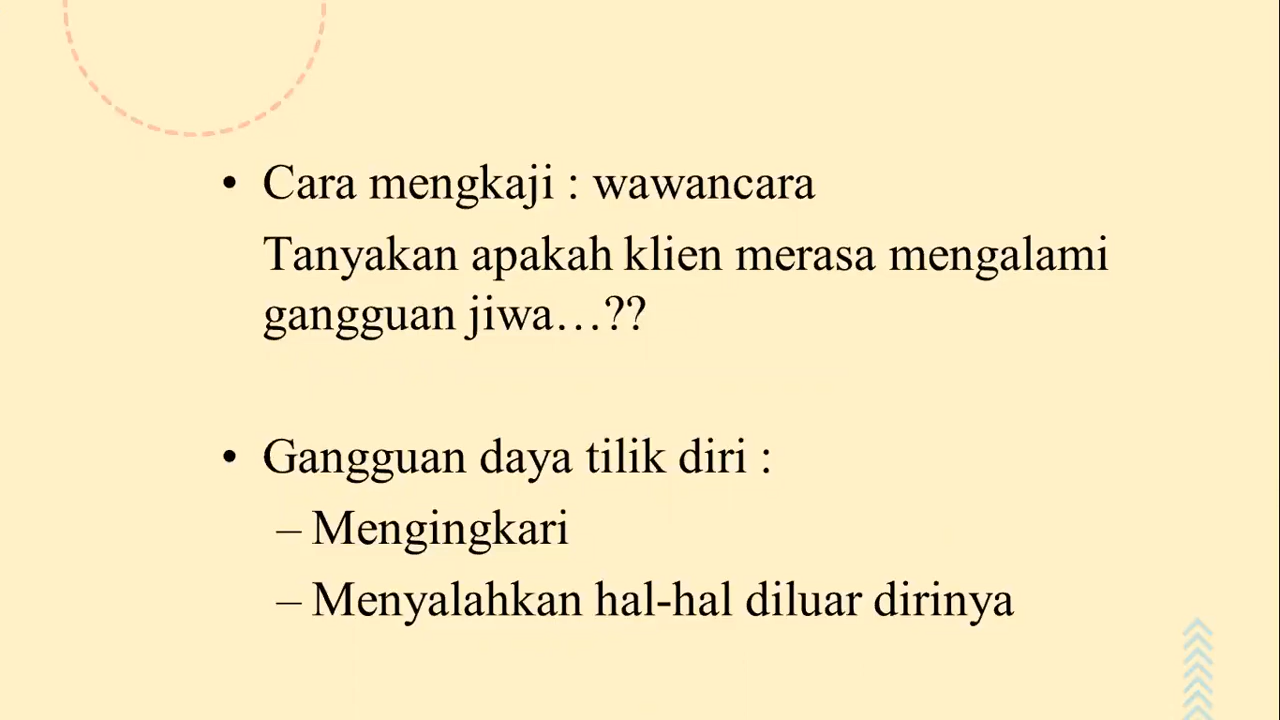 • Cara mengkaji : wawancara
Tanyakan apakah klien merasa mengalami
gangguan jiwa…??
• Gangguan daya tilik diri :
– Mengingkari
– Menyalahkan hal-hal diluar dirinya